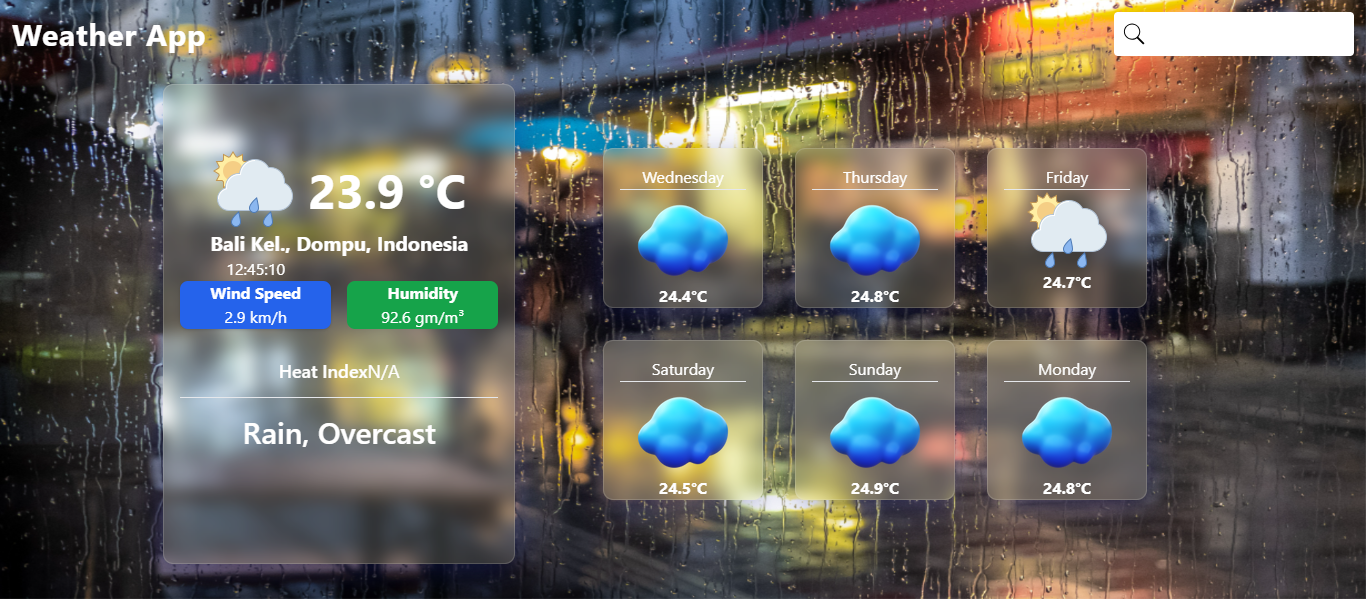 Weather App
23.9 °C
Bali Kel., Dompu, Indonesia
12:45:10
Wind Speed
2.9 km/h
Humidity
92.6 gm/m³
Heat IndexN/A
Rain, Overcast
Wednesday
24.4°C
Thursday
24.8°C
Friday
24.7°C
Saturday
24.5°C
Sunday
24.9°C
Monday
24.8°C